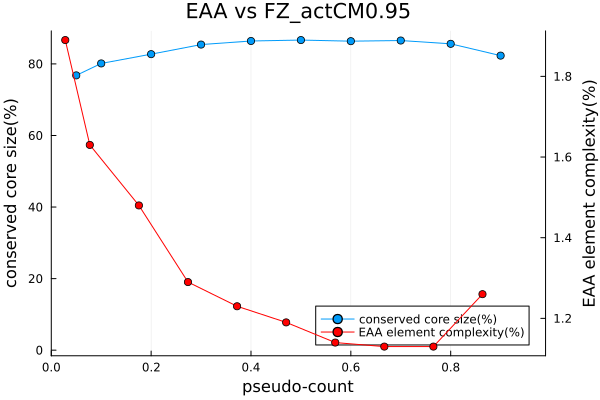 EAA vs FZ_actCM0.95
conserved core size(%)
80
60
40
20
0
0.0
0.2
0.4
0.6
0.8
pseudo-count
1.8
1.6
1.4
1.2
EAA element complexity(%)
conserved core size(%)
EAA element complexity(%)